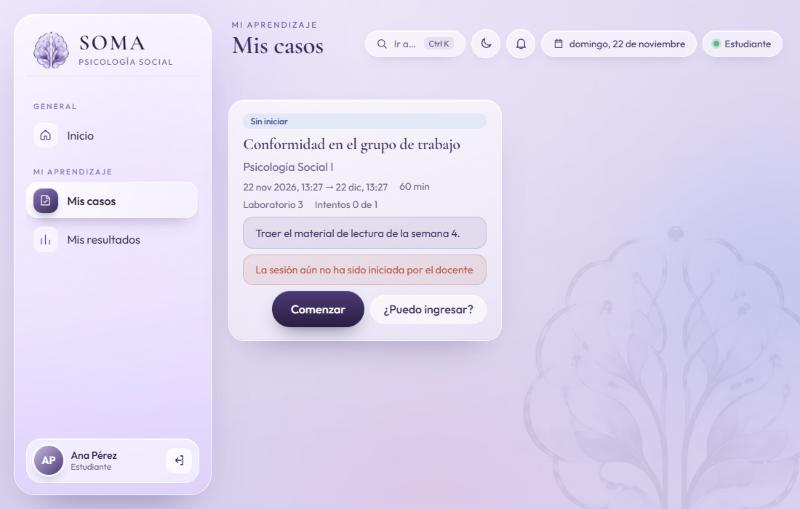 SOMA
PSICOLOGÍA SOCIAL
GENERAL
Inicio
MI APRENDIZAJE
Mis casos
Mis resultados
AP
Ana Pérez
Estudiante
MI APRENDIZAJE
Mis casos
Ir a...
Ctrl K
domingo, 22 de noviembre
Estudiante
Sin iniciar
Conformidad en el grupo de trabajo
Psicología Social I
22 nov 2026, 13:27 → 22 dic, 13:27 60 min
Laboratorio 3 Intentos 0 de 1
Traer el material de lectura de la semana 4.
La sesión aún no ha sido iniciada por el docente
Comenzar
¿Puedo ingresar?